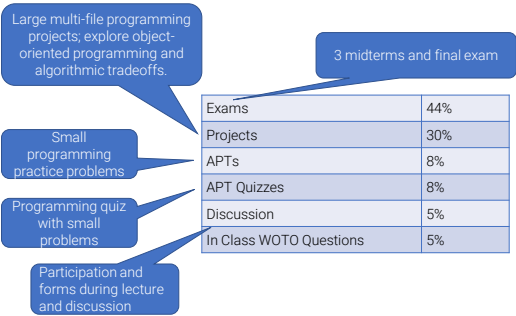 Large multi-file programming
projects; explore object-
oriented programming and
algorithmic tradeoffs.
3 midterms and final exam
Exams 44%
Projects 30%
APTs 8%
APT Quizzes 8%
Discussion 5%
In Class WOTO Questions 5%
Small
programming
practice problems
Programming quiz
with small
problems
Participation and
forms during lecture
and discussion